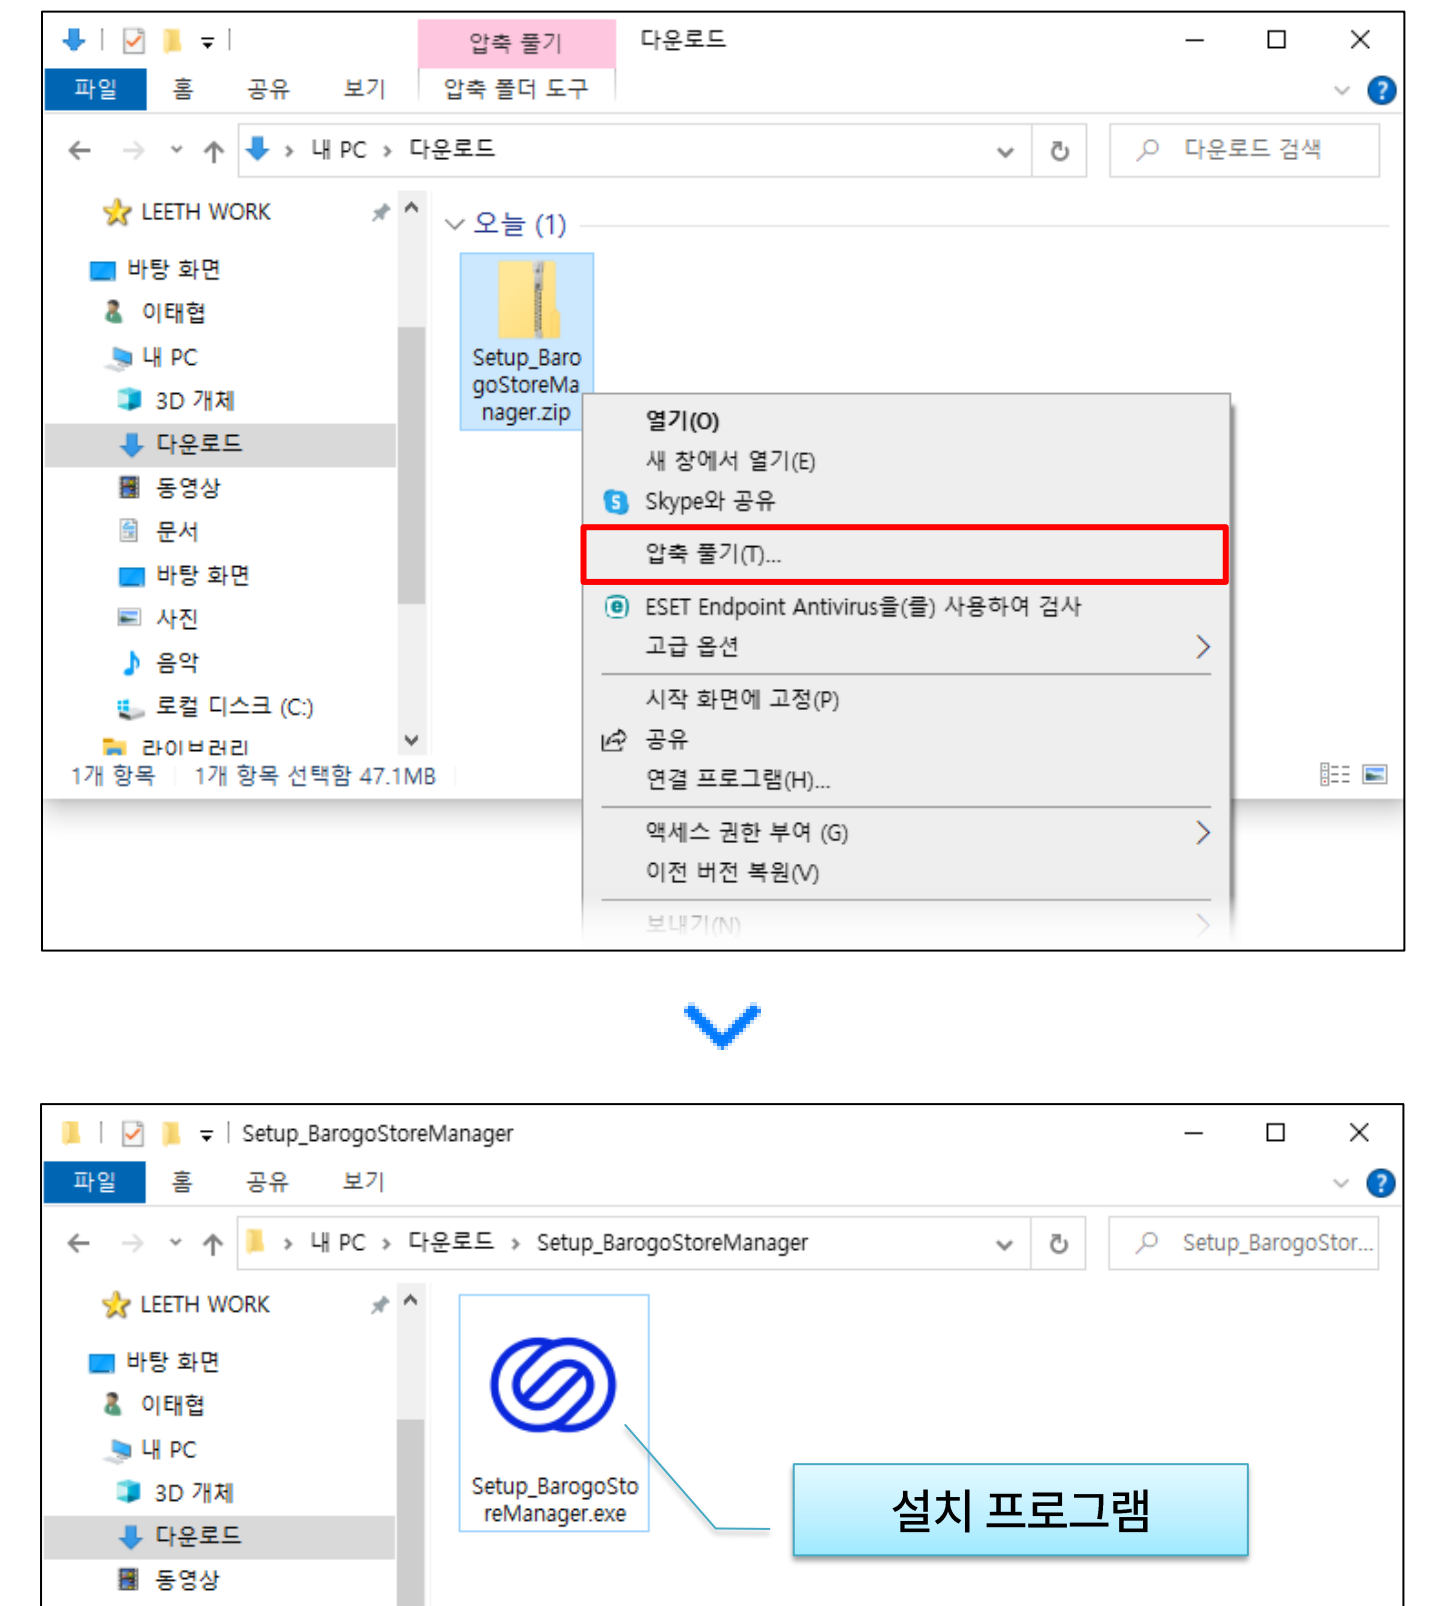 압축 풀기 다운로드
파일 홈 공유 보기 압축 폴더 도구
내 PC › 다운로드
다운로드 검색
LEETH WORK
바탕 화면
이태협
내 PC
3D 개체
다운로드
동영상
문서
바탕 화면
사진
음악
로컬 디스크 (C:)
라이브러리
1개 항목 1개 항목 선택함 47.1MB
오늘 (1)
Setup_Baro
goStoreMa
nager.zip
열기(O)
새 창에서 열기(E)
Skype와 공유
압축 풀기(T)...
ESET Endpoint Antivirus을(를) 사용하여 검사
고급 옵션
시작 화면에 고정(P)
공유
연결 프로그램(H)...
액세스 권한 부여 (G)
이전 버전 복원(V)
보내기(N)
Setup_BarogoStoreManager
파일 홈 공유 보기
내 PC › 다운로드 › Setup_BarogoStoreManager
Setup_BarogoStor...
LEETH WORK
바탕 화면
이태협
내 PC
3D 개체
다운로드
동영상
Setup_BarogoSto
reManager.exe
설치 프로그램